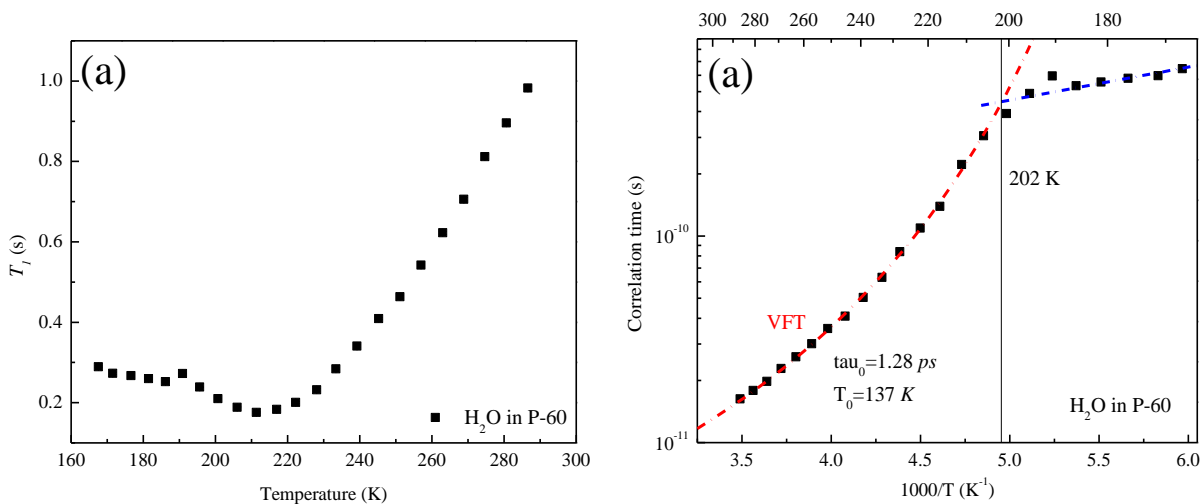 (a)
1.0
0.8
0.6
0.4
0.2
T₁ (s)
H₂O in P-60
160 180 200 220 240 260 280 300
Temperature (K)
300 280 260 240 220 200 180
(a)
Correlation time (s)
10⁻¹⁰
10⁻¹¹
202 K
VFT
tau₀=1.28 ps
T₀=137 K
H₂O in P-60
3.5 4.0 4.5 5.0 5.5 6.0
1000/T (K⁻¹)